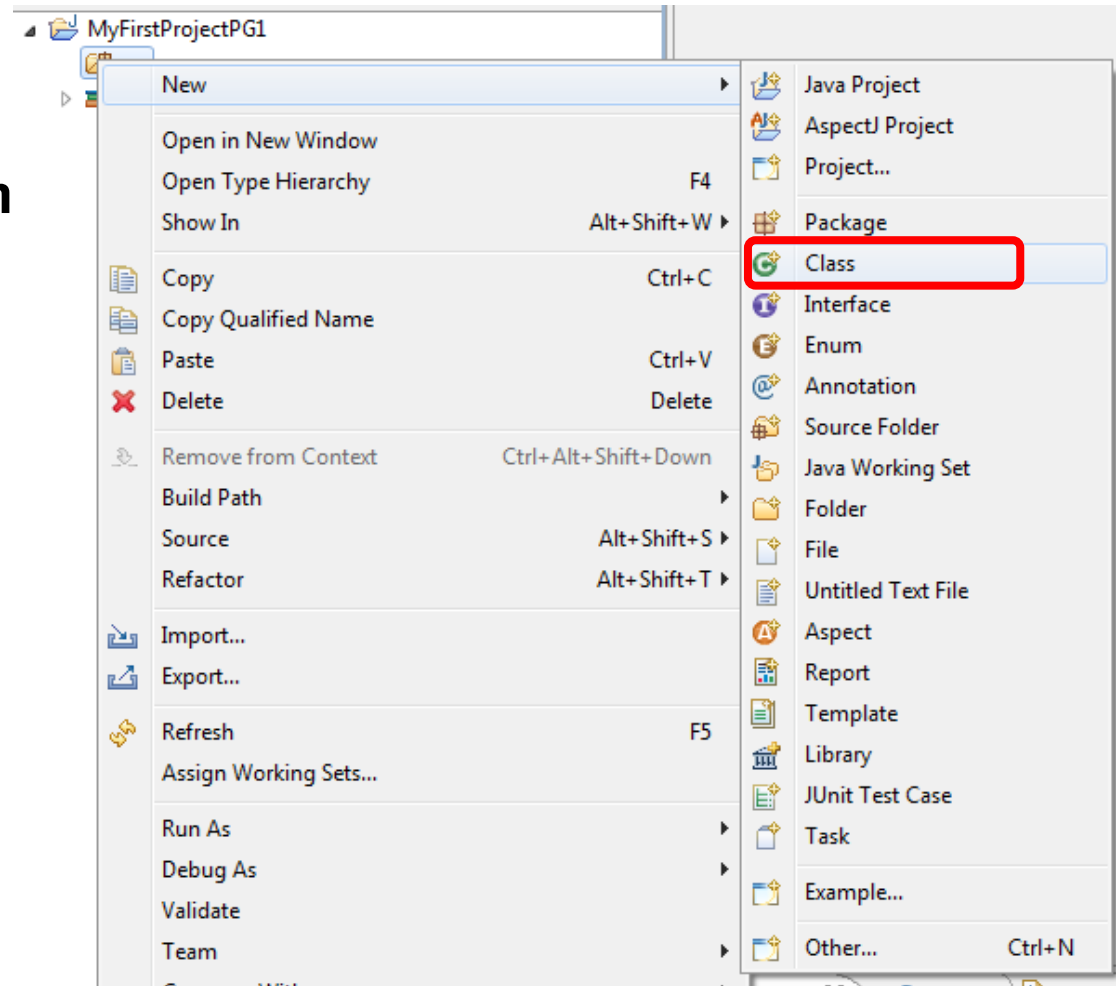 MyFirstProjectPG1
New
Open in New Window
Open Type Hierarchy F4
Show In Alt+Shift+W
Copy Ctrl+C
Copy Qualified Name
Paste Ctrl+V
Delete Delete
Remove from Context Ctrl+Alt+Shift+Down
Build Path
Source Alt+Shift+S
Refactor Alt+Shift+T
Import...
Export...
Refresh F5
Assign Working Sets...
Run As
Debug As
Validate
Team
Java Project
AspectJ Project
Project...
Package
Class
Interface
Enum
Annotation
Source Folder
Java Working Set
Folder
File
Untitled Text File
Aspect
Report
Template
Library
JUnit Test Case
Task
Example...
Other... Ctrl+N